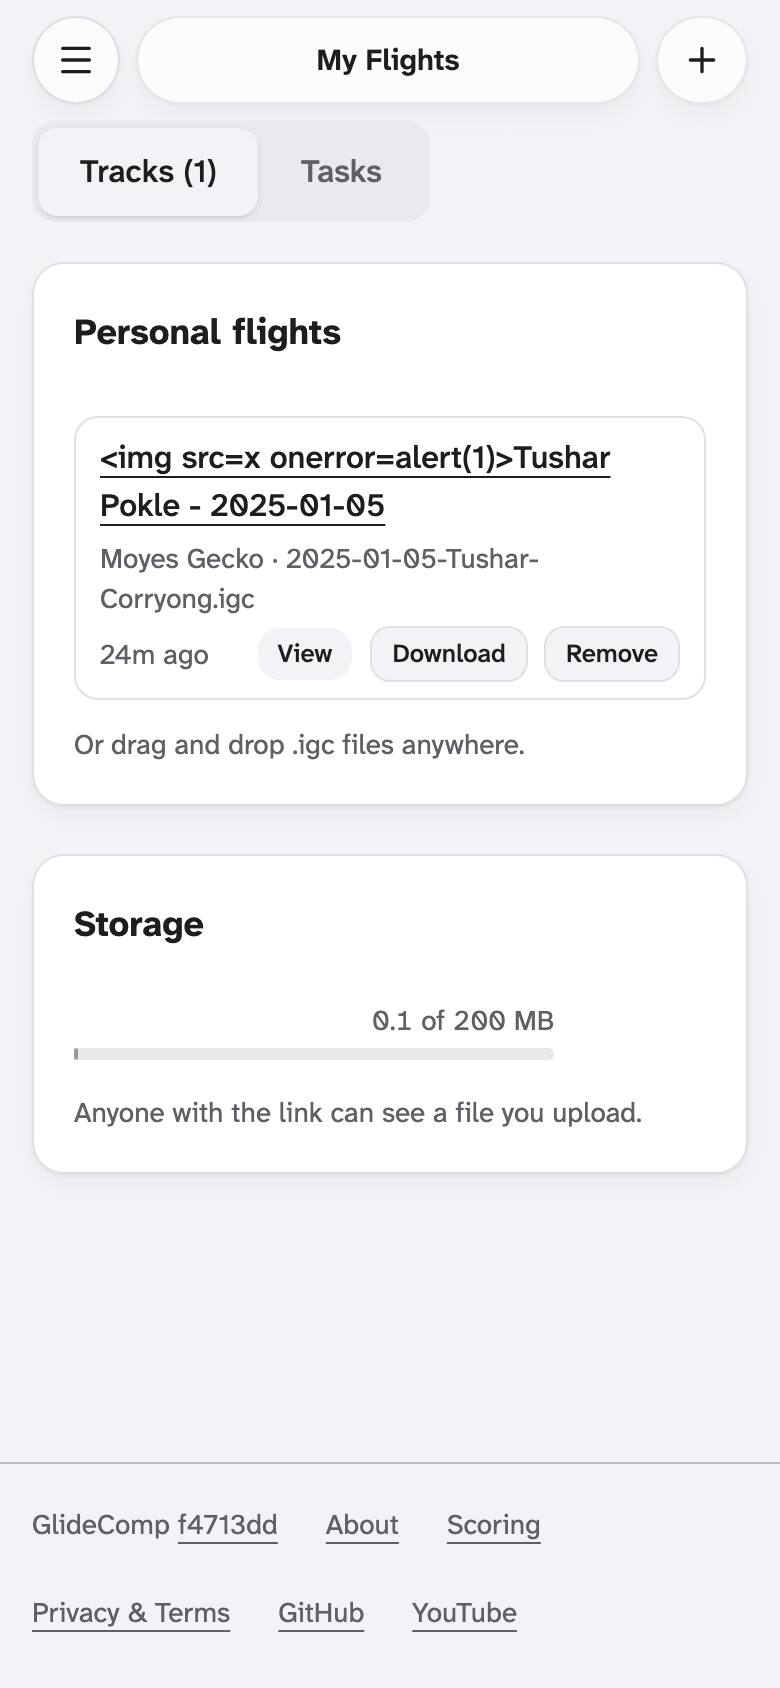 My Flights
Tracks (1)
Tasks
Personal flights
<img src=x onerror=alert(1)>Tushar
Pokle - 2025-01-05
Moyes Gecko · 2025-01-05-Tushar-
Corryong.igc
24m ago
View
Download
Remove
Or drag and drop .igc files anywhere.
Storage
0.1 of 200 MB
Anyone with the link can see a file you upload.
GlideComp f4713dd
About
Scoring
Privacy & Terms
GitHub
YouTube